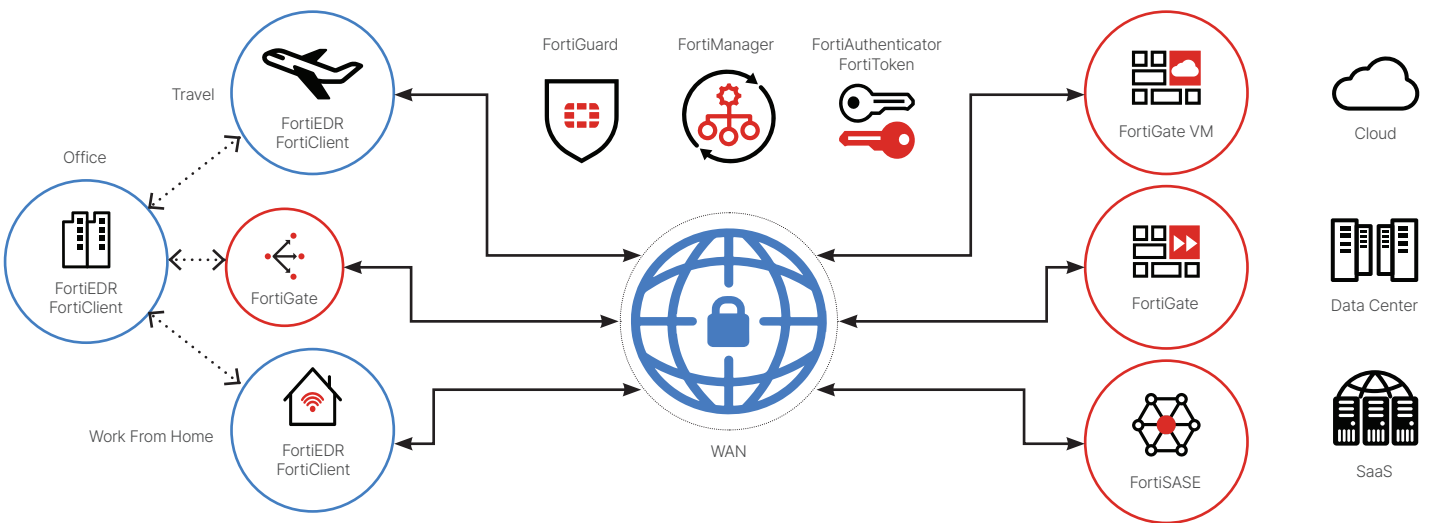 FortiGuard
FortiManager
FortiAuthenticator
FortiToken
Travel
FortiEDR
FortiClient
Office
FortiEDR
FortiClient
FortiGate
Work From Home
FortiEDR
FortiClient
WAN
FortiGate VM
Cloud
FortiGate
Data Center
FortiSASE
SaaS